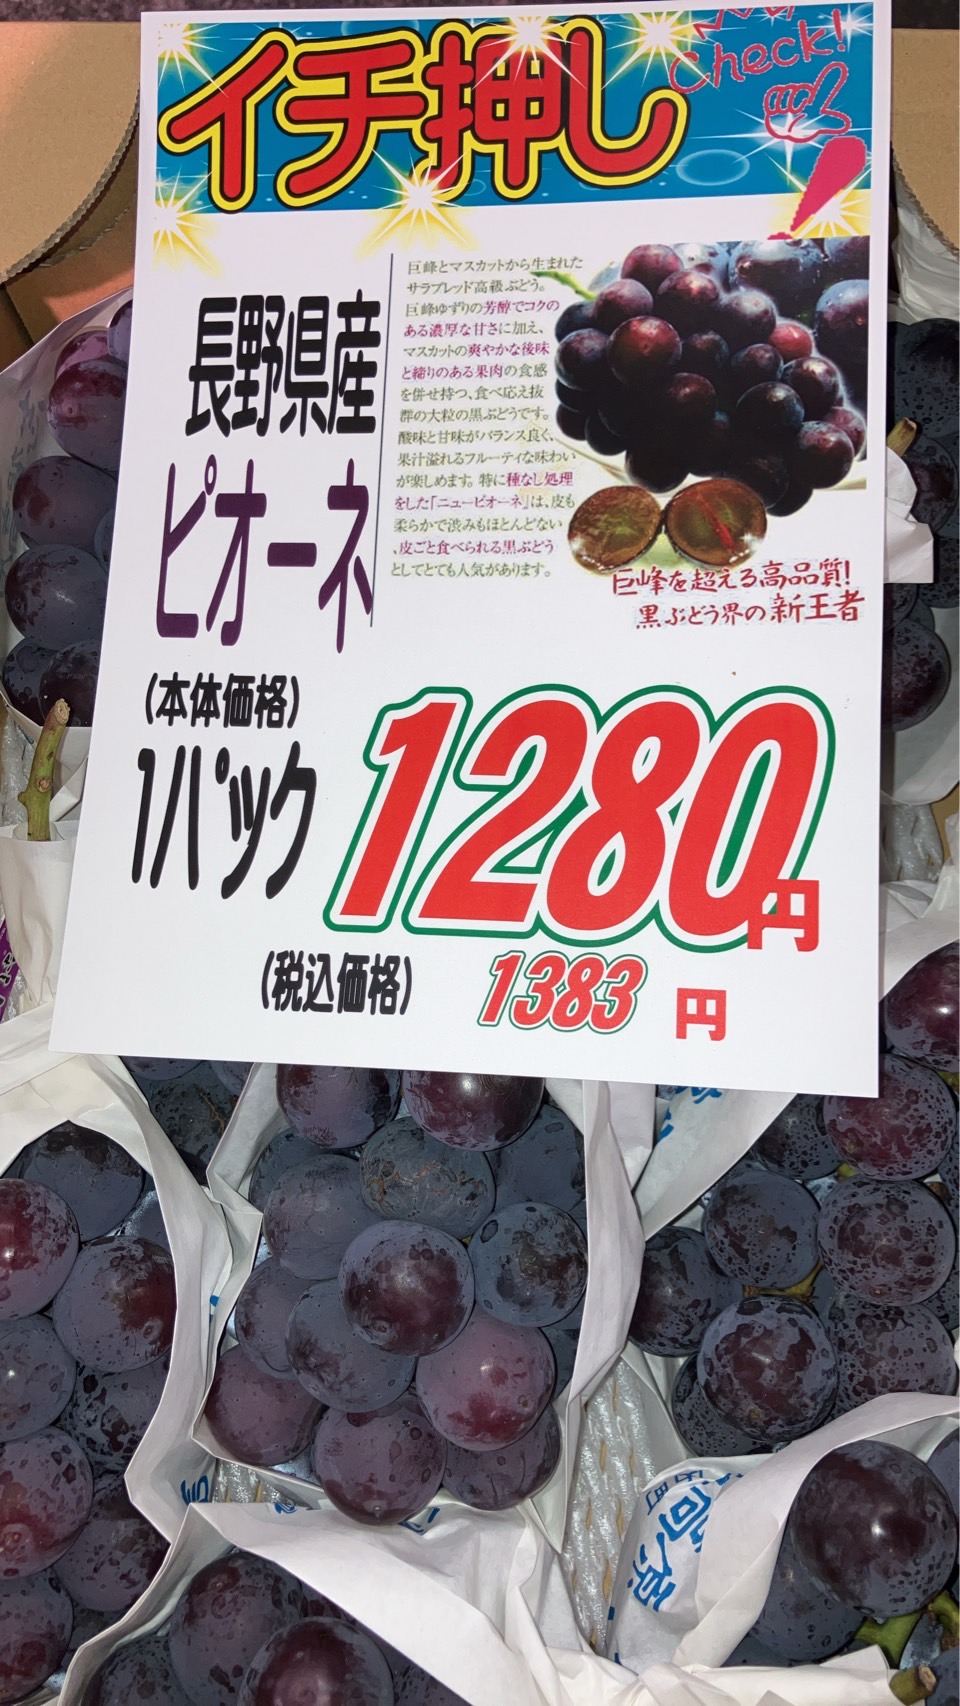 イチ押し
Check!
長野県産
ピオーネ
巨峰とマスカットから生まれた
サラブレッド高級ぶどう。
巨峰ゆずりの芳醇でコクの
ある濃厚な甘さに加え、
マスカットの爽やかな後味
と締りのある果肉の食感
を併せ持つ、食べ応え抜
群の大粒の黒ぶどうです。
酸味と甘味がバランス良く、
果汁溢れるフルーティな味わい
が楽しめます。特に種なし処理
をした「ニューピオーネ」は、皮も
柔らかで渋みもほとんどない
、皮ごと食べられる黒ぶどう
としてとても人気があります。
巨峰を超える高品質!
黒ぶどう界の新王者
(本体価格)
1パック 1280円
(税込価格) 1383円